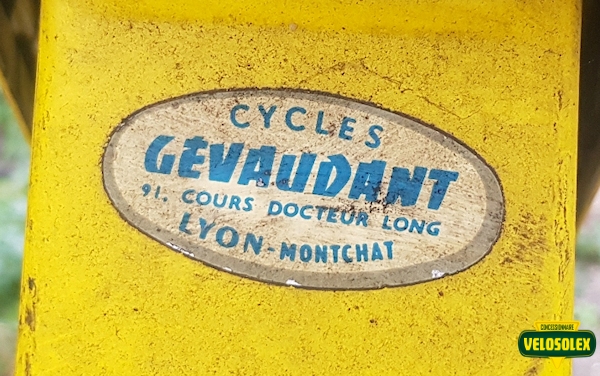 CYCLES
GÉVAUDANT
91. COURS DOCTEUR LONG
LYON-MONTCHAT
CONCESSIONNAIRE
VELOSOLEX